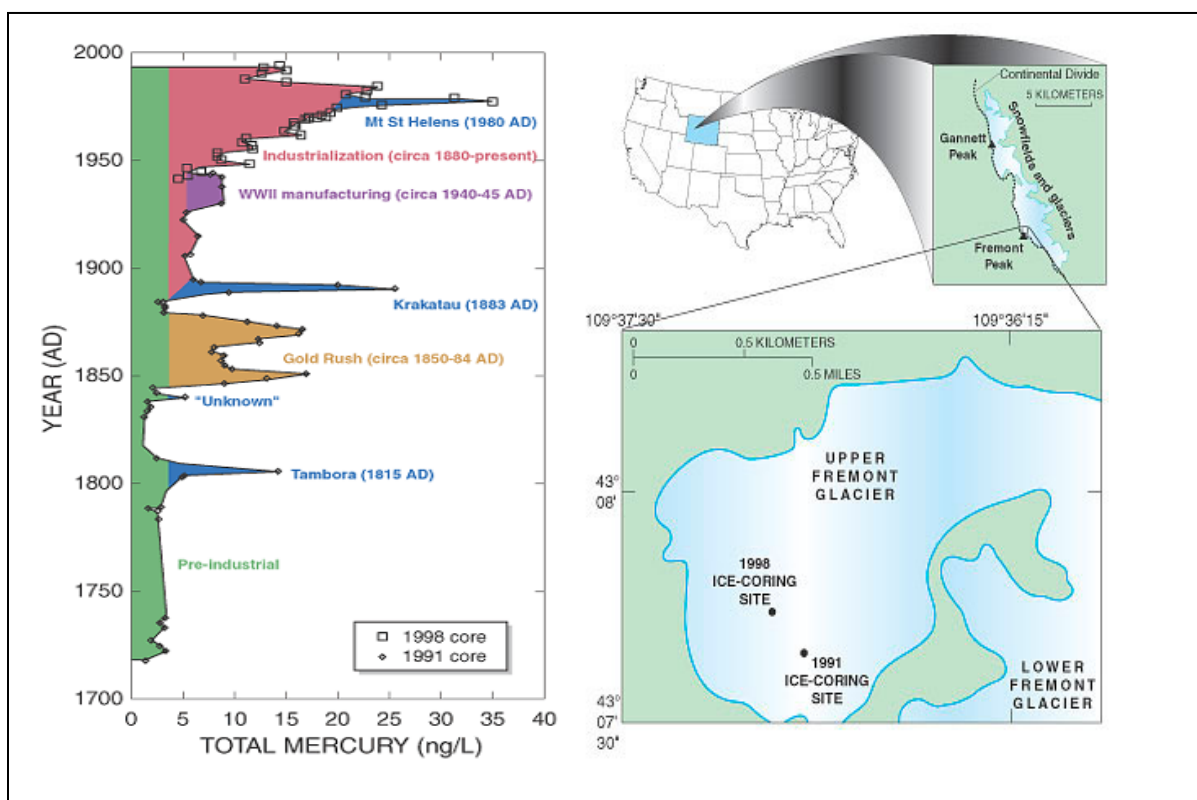 2000
1950
1900
1850
1800
1750
1700
YEAR (AD)
Mt St Helens (1980 AD)
Industrialization (circa 1880-present)
WWII manufacturing (circa 1940-45 AD)
Krakatau (1883 AD)
Gold Rush (circa 1850-84 AD)
"Unknown"
Tambora (1815 AD)
Pre-industrial
1998 core
1991 core
0 5 10 15 20 25 30 35 40
TOTAL MERCURY (ng/L)
Continental Divide
5 KILOMETERS
Snowfields and glaciers
Gannett
Peak
Fremont
Peak
109°37'30"
109°36'15"
0 0.5 KILOMETERS
0 0.5 MILES
UPPER
FREMONT
GLACIER
43°
08'
1998
ICE-CORING
SITE
1991
ICE-CORING
SITE
LOWER
FREMONT
GLACIER
43°
07'
30"